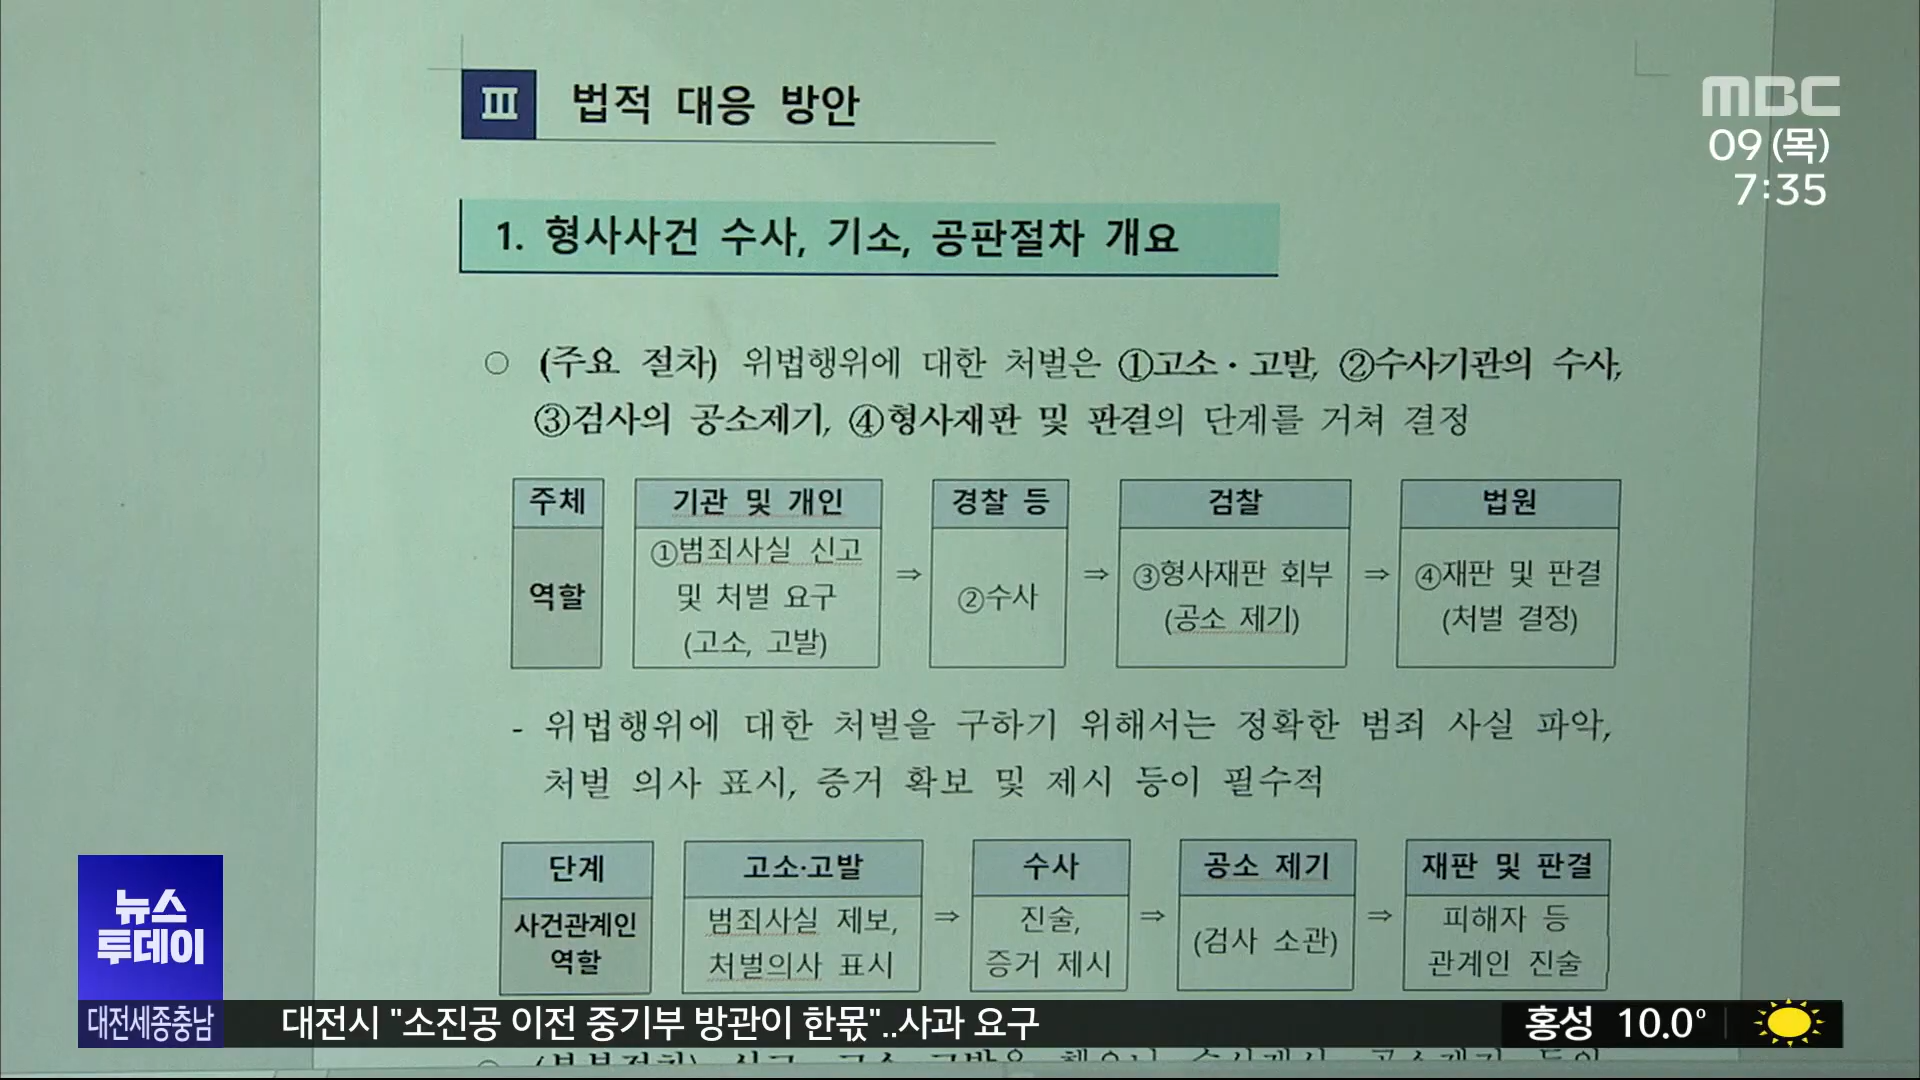 Ⅲ 법적 대응 방안
MBC
09 (목)
7:35
1. 형사사건 수사, 기소, 공판절차 개요
○ (주요 절차) 위법행위에 대한 처벌은 ①고소·고발, ②수사기관의 수사,
③검사의 공소제기, ④형사재판 및 판결의 단계를 거쳐 결정
주체 기관 및 개인 경찰 등 검찰 법원
역할
①범죄사실 신고
및 처벌 요구
(고소, 고발)
⇒
②수사
⇒
③형사재판 회부
(공소 제기)
⇒
④재판 및 판결
(처벌 결정)
- 위법행위에 대한 처벌을 구하기 위해서는 정확한 범죄 사실 파악,
처벌 의사 표시, 증거 확보 및 제시 등이 필수적
단계 고소·고발 수사 공소 제기 재판 및 판결
사건관계인
역할
범죄사실 제보,
처벌의사 표시
⇒
진술,
증거 제시
⇒
(검사 소관)
⇒
피해자 등
관계인 진술
뉴스
투데이
대전세종충남
대전시 "소진공 이전 중기부 방관이 한몫"..사과 요구
홍성 10.0°